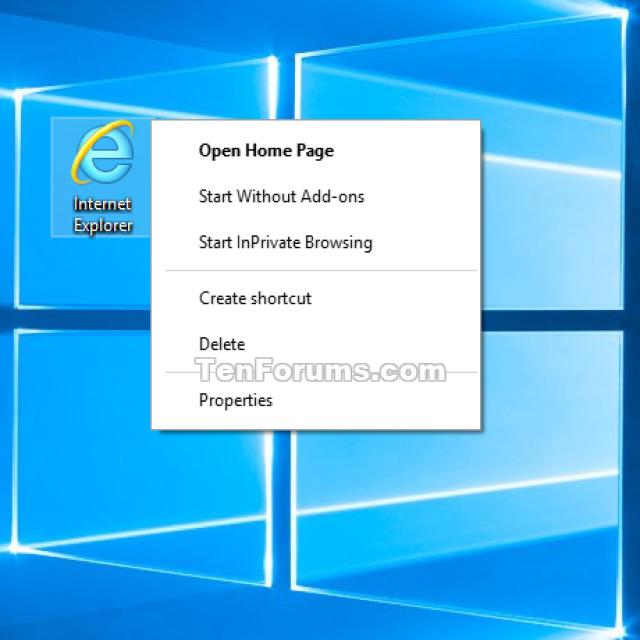 Internet
Explorer
Open Home Page
Start Without Add-ons
Start InPrivate Browsing
Create shortcut
Delete
TenForums.com
Properties